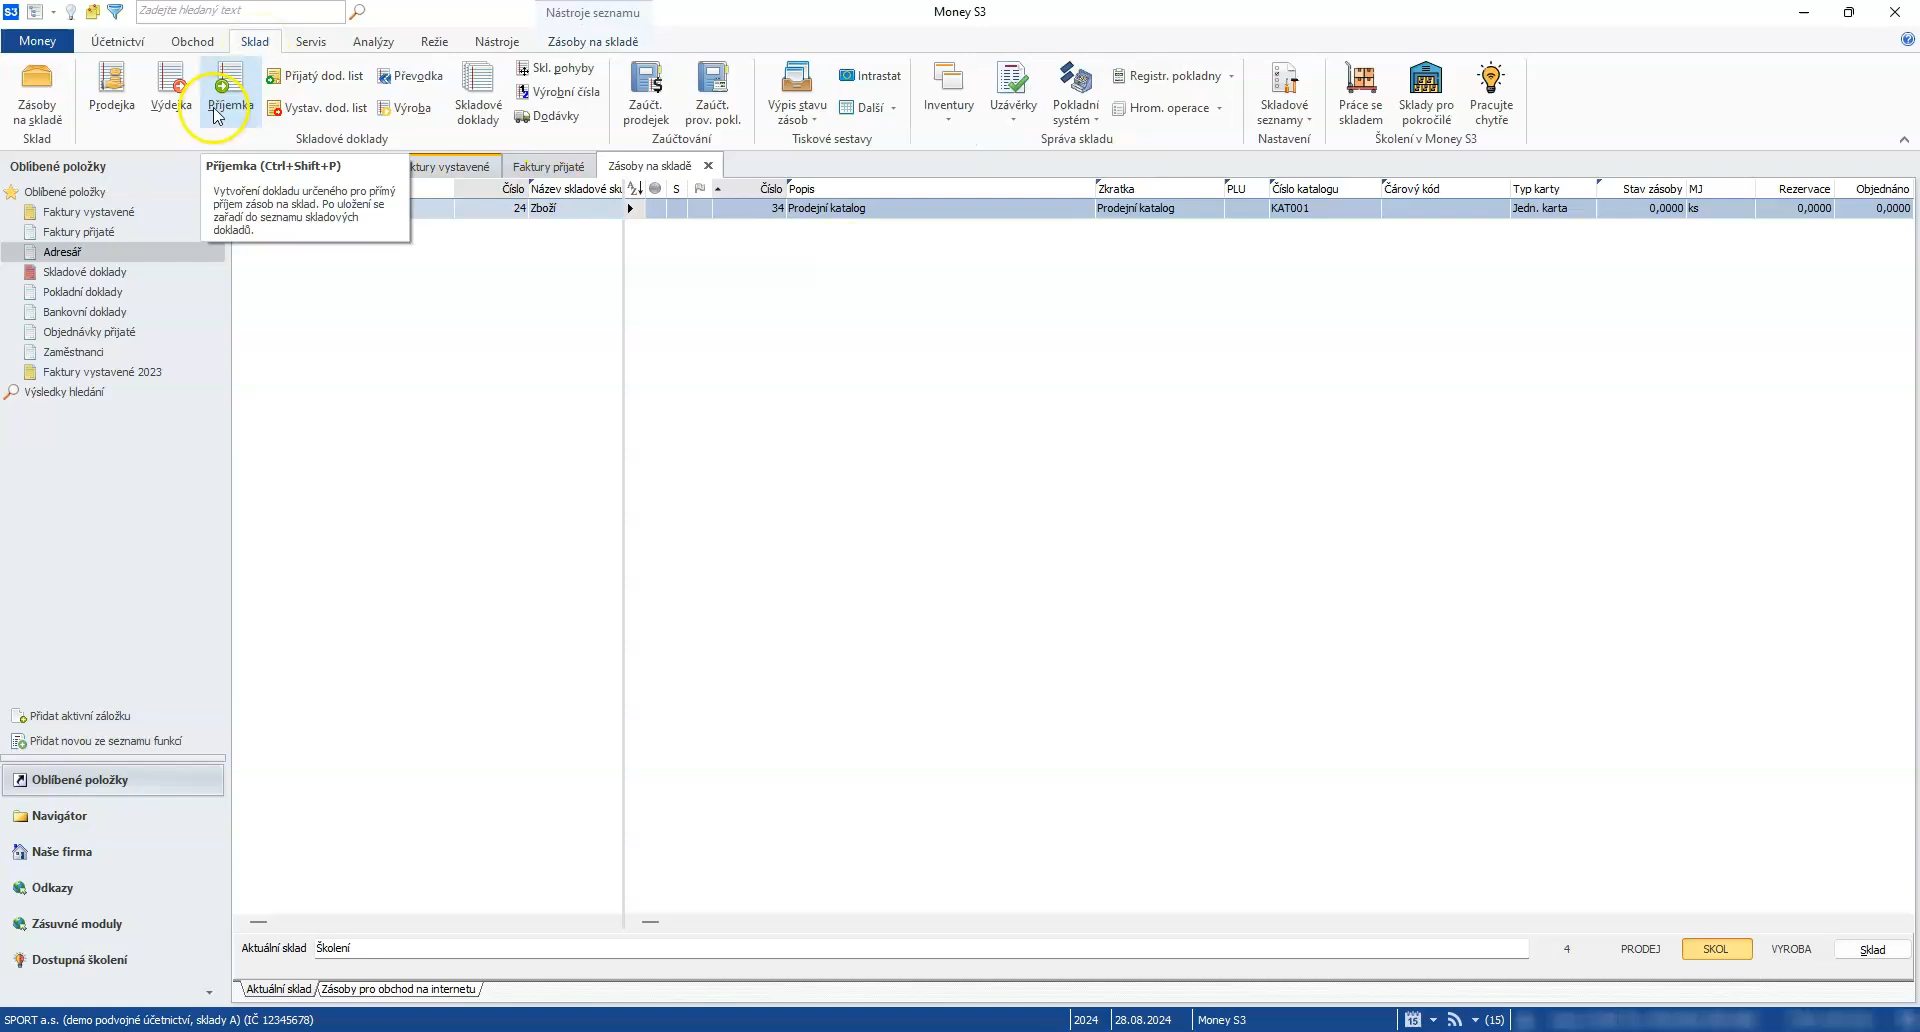 S3
Zadejte hledaný text
Nástroje seznamu
Money S3
Money
Účetnictví
Obchod
Sklad
Servis
Analýzy
Režie
Nástroje
Zásoby na skladě
Zásoby
na skladě
Prodejka
Výdejka
Příjemka
Přijatý dod. list
Vystav. dod. list
Převodka
Výroba
Skladové
doklady
Skl. pohyby
Výrobní čísla
Dodávky
Zaúčt.
prodejek
Zaúčt.
prov. pokl.
Výpis stavu
zásob
Intrastat
Další
Inventury
Uzávěrky
Pokladní
systém
Registr. pokladny
Hrom. operace
Skladové
seznamy
Práce se
skladem
Sklady pro
pokročilé
Pracujte
chytře
Sklad
Skladové doklady
Zaúčtování
Tiskové sestavy
Správa skladu
Nastavení
Školení v Money S3
Oblíbené položky
Příjemka (Ctrl+Shift+P)
Vytvoření dokladu určeného pro přímý
příjem zásob na sklad. Po uložení se
zařadí do seznamu skladových
dokladů.
ktury vystavené
Faktury přijaté
Zásoby na skladě
Číslo
Název skladové sku
S
Číslo
Popis
Zkratka
PLU
Číslo katalogu
Čárový kód
Typ karty
Stav zásoby
MJ
Rezervace
Objednáno
24
Zboží
34
Prodejní katalog
Prodejní katalog
KAT001
Jedn. karta
0,0000
ks
0,0000
0,0000
Oblíbené položky
Faktury vystavené
Faktury přijaté
Adresář
Skladové doklady
Pokladní doklady
Bankovní doklady
Objednávky přijaté
Zaměstnanci
Faktury vystavené 2023
Výsledky hledání
Přidat aktivní záložku
Přidat novou ze seznamu funkcí
Oblíbené položky
Navigátor
Naše firma
Odkazy
Zásuvné moduly
Dostupná školení
Aktuální sklad
Školení
4
PRODEJ
SKOL
VYROBA
Sklad
Aktuální sklad
Zásoby pro obchod na internetu
SPORT a.s. (demo podvojné účetnictví, sklady A) (IČ 12345678)
2024
28.08.2024
Money S3
15
(15)